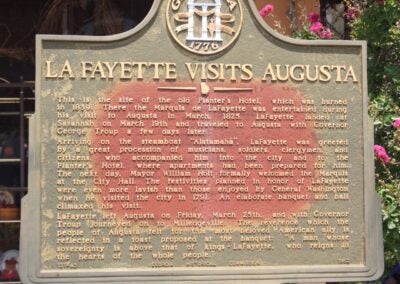 1776
LA FAYETTE VISITS AUGUSTA
This is the site of the old Planter's Hotel, which was burned
in 1839. There the Marquis de LaFayette was entertained during
his visit to Augusta in March, 1825. LaFayette landed at
Savannah on March 19th and traveled to Augusta with Governor
George Troup a few days later.
Arriving on the steamboat "Alatamaha", LaFayette was greeted
by a great procession of musicians, soldiers, clergymen and
citizens, who accompanied him into the city and to the
Planter's Hotel, where apartments had been prepared for him.
The next day, Mayor William Holt formally welcomed the Marquis
at the City Hall. The festivities planned in honor of LaFayette
were even more lavish than those enjoyed by General Washington
when he visited the city in 1791. An elaborate banquet and ball
climaxed his visit.
LaFayette left Augusta on Friday, March 25th, and with Governor
Troup journeyed on to Milledgeville. The reverence which the
people of Augusta felt for this most beloved American ally is
reflected in a toast proposed at the banquet: "A man whose
sovereignty is above that of kings - LaFayette, who reigns in
the hearts of the whole people."